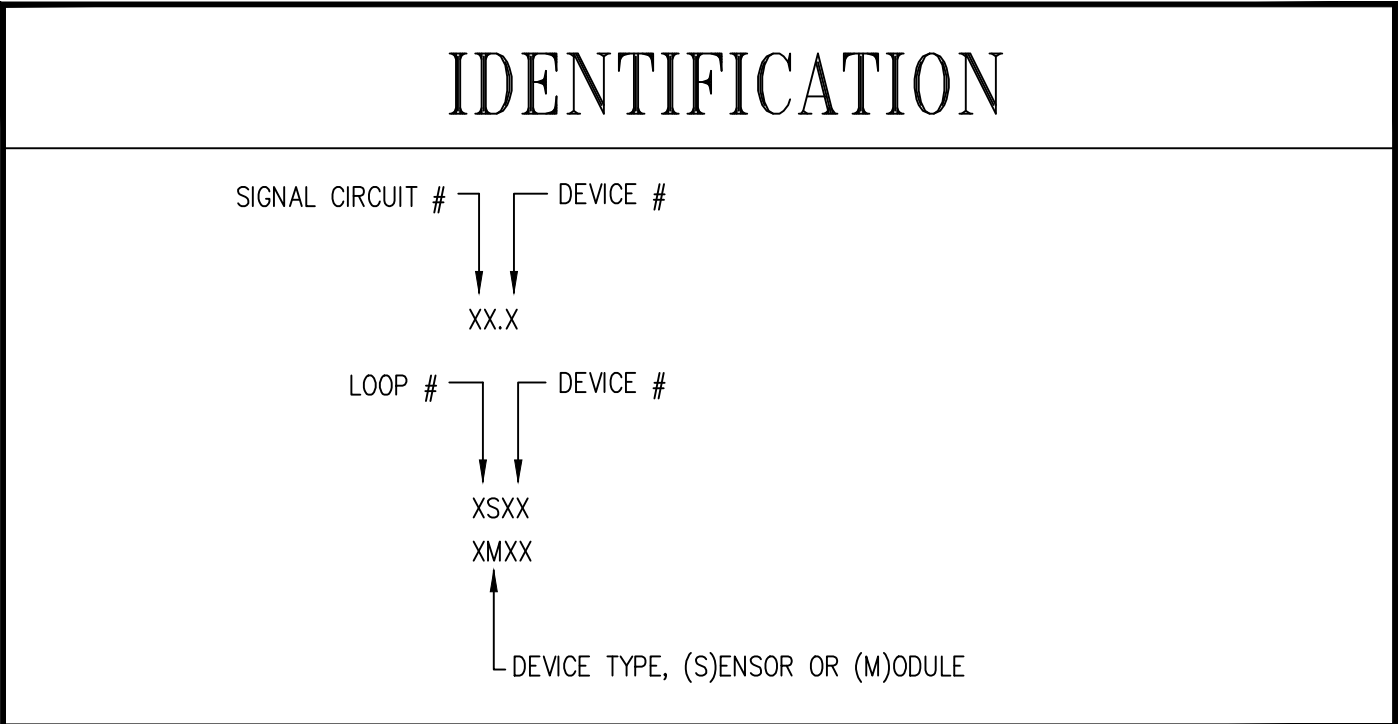 IDENTIFICATION
SIGNAL CIRCUIT # DEVICE #
XX.X
LOOP # DEVICE #
XSXX
XMXX
DEVICE TYPE, (S)ENSOR OR (M)ODULE